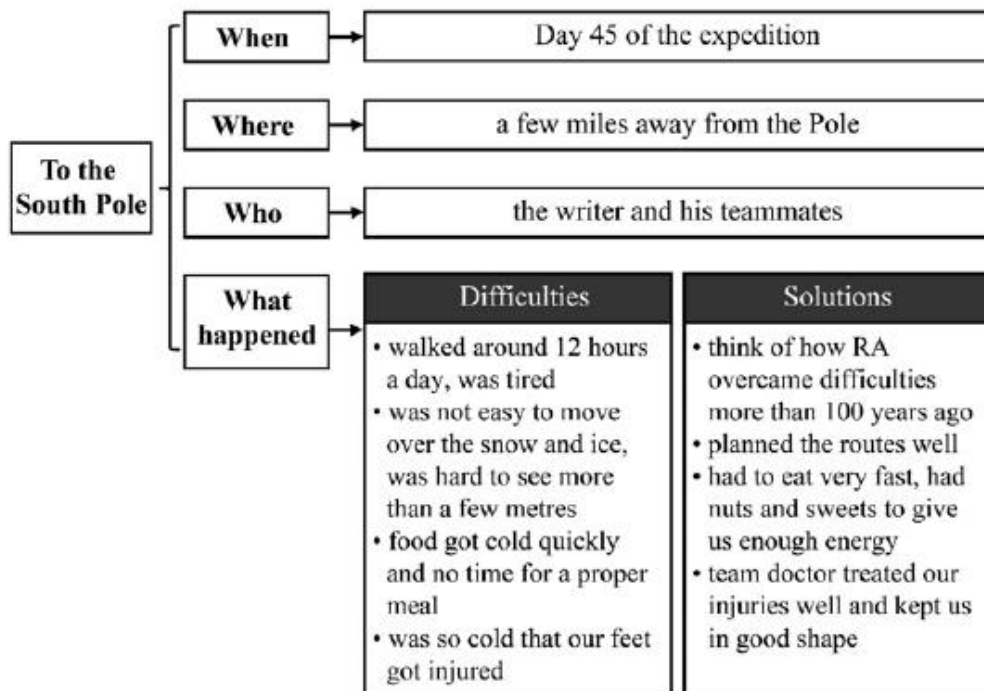 To the
South Pole
When
Day 45 of the expedition
Where
a few miles away from the Pole
Who
the writer and his teammates
What
happened
Difficulties
• walked around 12 hours
a day, was tired
• was not easy to move
over the snow and ice,
was hard to see more
than a few metres
• food got cold quickly
and no time for a proper
meal
• was so cold that our feet
got injured
Solutions
• think of how RA
overcame difficulties
more than 100 years ago
• planned the routes well
• had to eat very fast, had
nuts and sweets to give
us enough energy
• team doctor treated our
injuries well and kept us
in good shape